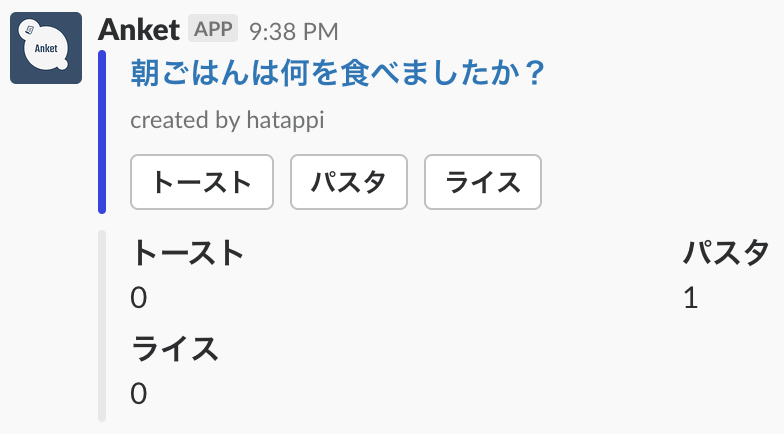 Anket
Anket APP 9:38 PM
朝ごはんは何を食べましたか？
created by hatappi
トースト パスタ ライス
トースト パスタ
0 1
ライス
0